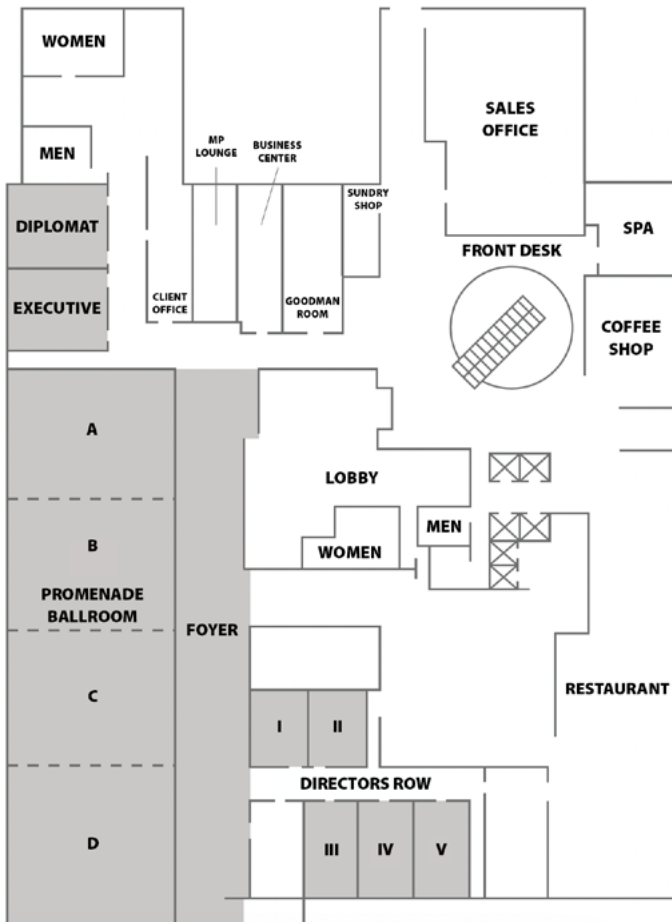 WOMEN
SALES
OFFICE
MP
LOUNGE
BUSINESS
CENTER
MEN
SUNDRY
SHOP
DIPLOMAT
SPA
FRONT DESK
EXECUTIVE
CLIENT
OFFICE
GOODMAN
ROOM
COFFEE
SHOP
A
LOBBY
B
MEN
WOMEN
PROMENADE
BALLROOM
FOYER
C
RESTAURANT
I
II
DIRECTORS ROW
D
III
IV
V